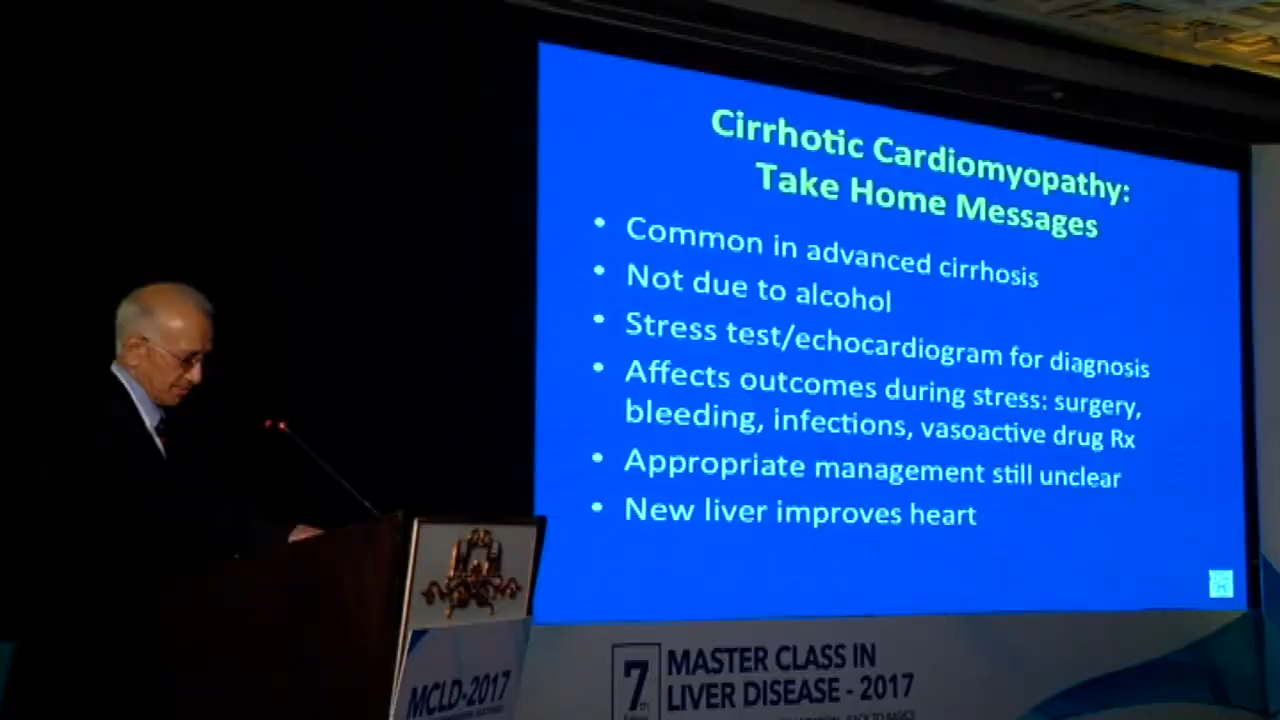 Cirrhotic Cardiomyopathy:
Take Home Messages
• Common in advanced cirrhosis
• Not due to alcohol
• Stress test/echocardiogram for diagnosis
• Affects outcomes during stress: surgery,
bleeding, infections, vasoactive drug Rx
• Appropriate management still unclear
• New liver improves heart
MCLD-2017
7th
MASTER CLASS IN
LIVER DISEASE - 2017